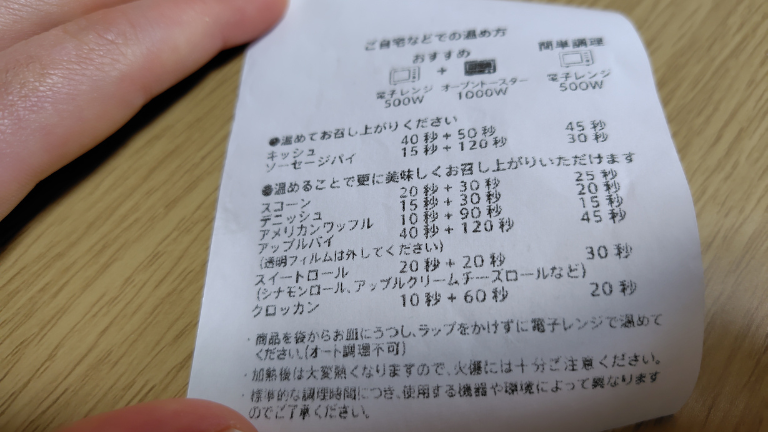 ご自宅などでの温め方
おすすめ 簡単調理
+
電子レンジ オーブントースター 電子レンジ
500W 1000W 500W
●温めてお召し上がりください
キッシュ 40秒+50秒 45秒
ソーセージパイ 15秒+120秒 30秒
●温めることで更に美味しくお召し上がりいただけます
スコーン 20秒+30秒 25秒
デニッシュ 15秒+30秒 20秒
アメリカンワッフル 10秒+90秒 15秒
アップルパイ 40秒+120秒 45秒
(透明フィルムは外してください)
スイートロール 20秒+20秒 30秒
(シナモンロール、アップルクリームチーズロールなど)
クロッカン 10秒+60秒 20秒
・商品を袋からお皿にうつし、ラップをかけずに電子レンジで温めて
ください。(オート調理不可)
・加熱後は大変熱くなりますので、火傷には十分ご注意ください。
・標準的な調理時間につき、使用する機器や環境によって異なります
のでご了承ください。